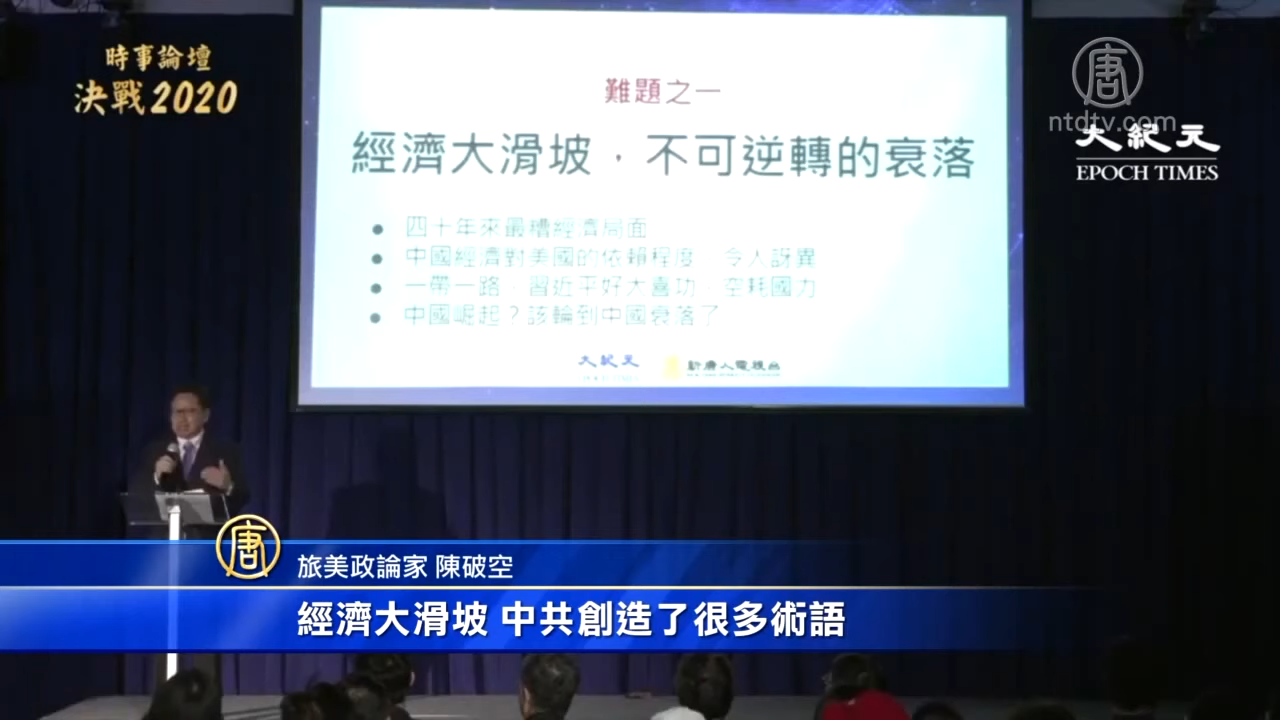 時事論壇
決戰2020
唐
ntdtv.com
大紀元
EPOCH TIMES
難題之一
經濟大滑坡，不可逆轉的衰落
● 四十年來最糟經濟局面
● 中國經濟對美國的依賴程度 令人訝異
● 一帶一路 習近平好大喜功 空耗國力
● 中國崛起？該輪到中國衰落了
大紀元
新唐人電視台
唐
旅美政論家 陳破空
經濟大滑坡 中共創造了很多術語